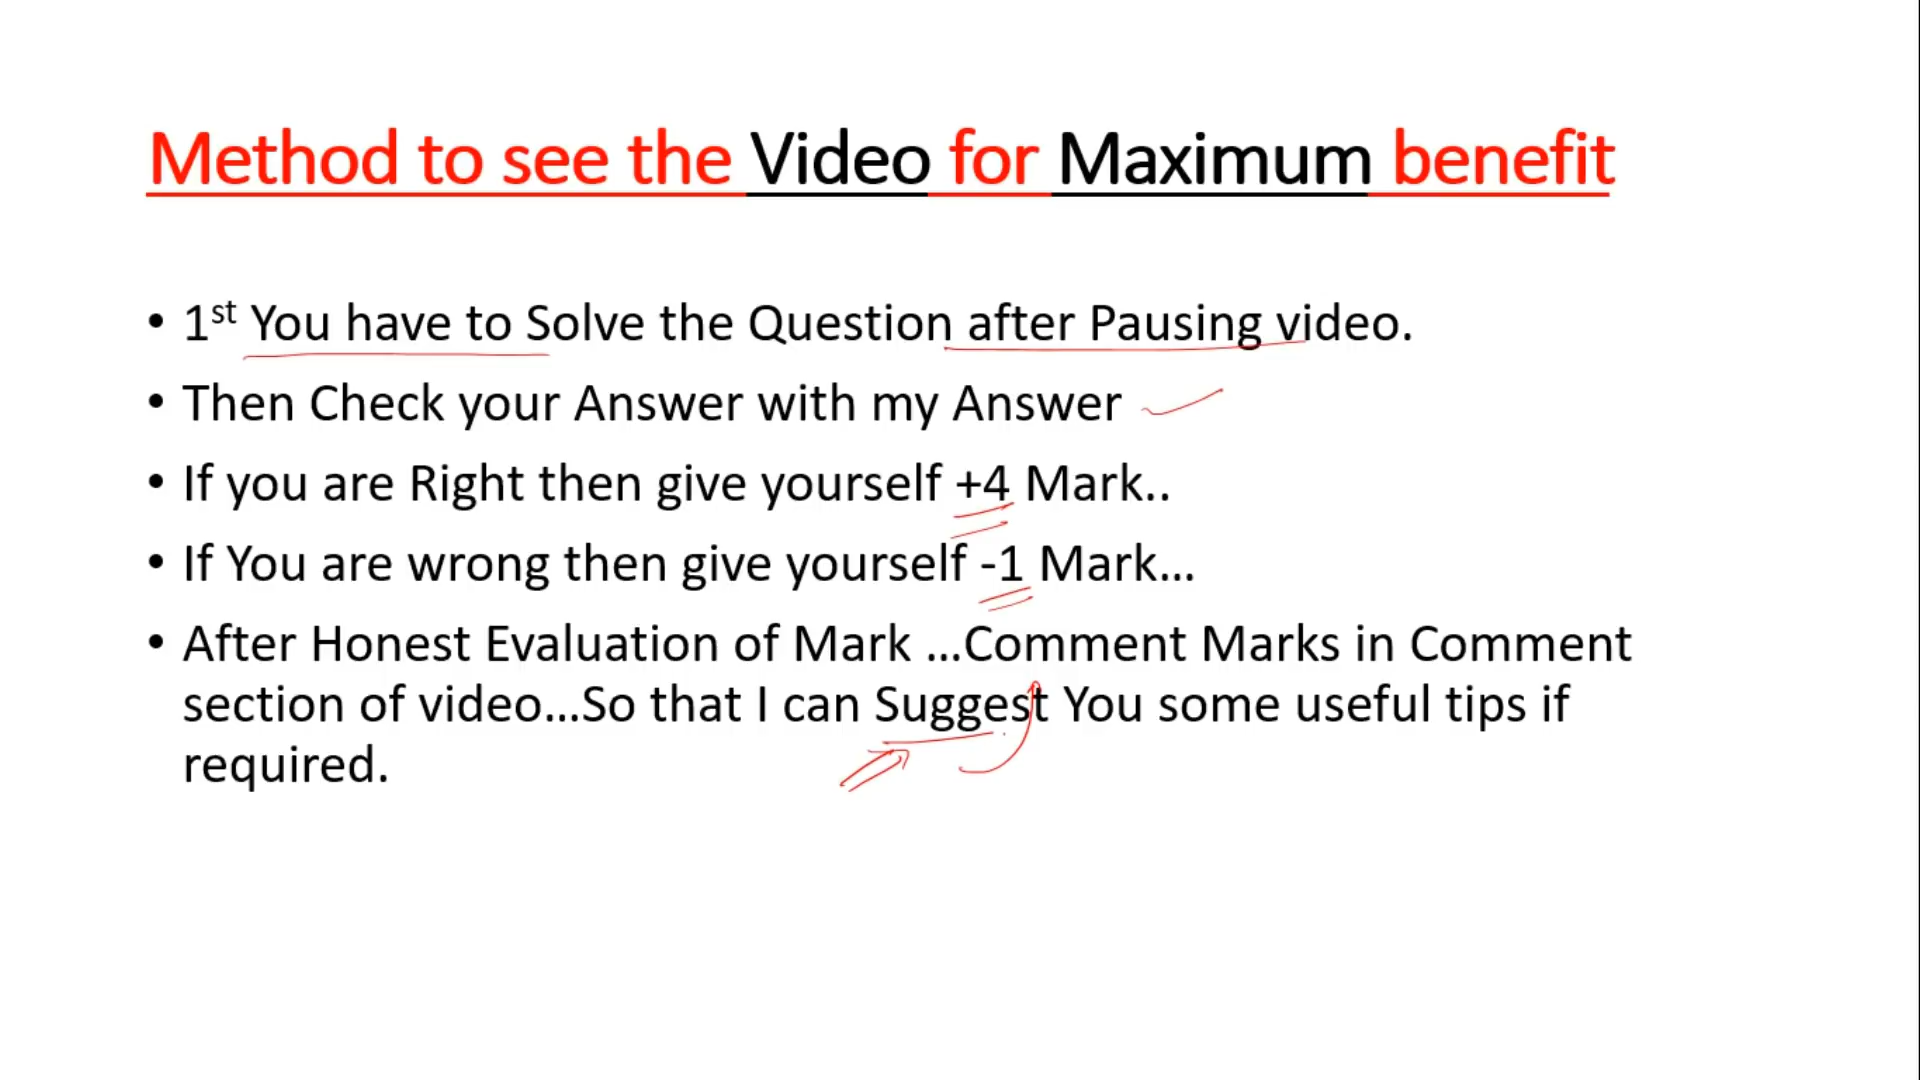 Method to see the Video for Maximum benefit
• 1st You have to Solve the Question after Pausing video.
• Then Check your Answer with my Answer
• If you are Right then give yourself +4 Mark..
• If You are wrong then give yourself -1 Mark...
• After Honest Evaluation of Mark ...Comment Marks in Comment
section of video...So that I can Suggest You some useful tips if
required.